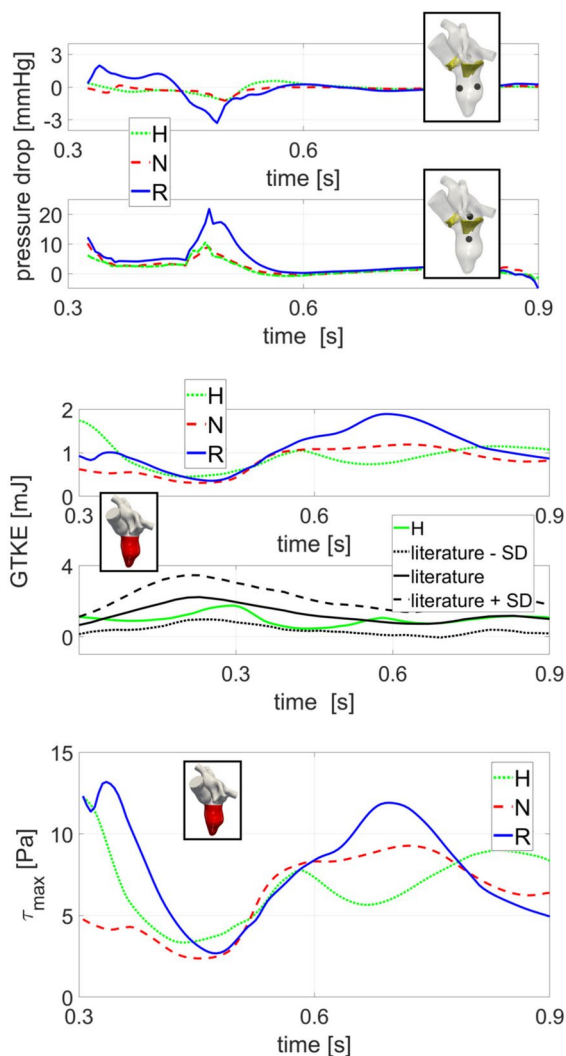 pressure drop [mmHg]
3
0
-3
0.3
0.6
0.9
time [s]
H
N
R
20
10
0
0.3
0.6
0.9
time [s]
H
N
R
GTKE [mJ]
2
1
0
0.3
0.6
0.9
time [s]
H
literature - SD
literature
literature + SD
4
2
0
0.3
0.6
0.9
time [s]
15
10
5
0
τmax [Pa]
H
N
R
0.3
0.6
0.9
time [s]